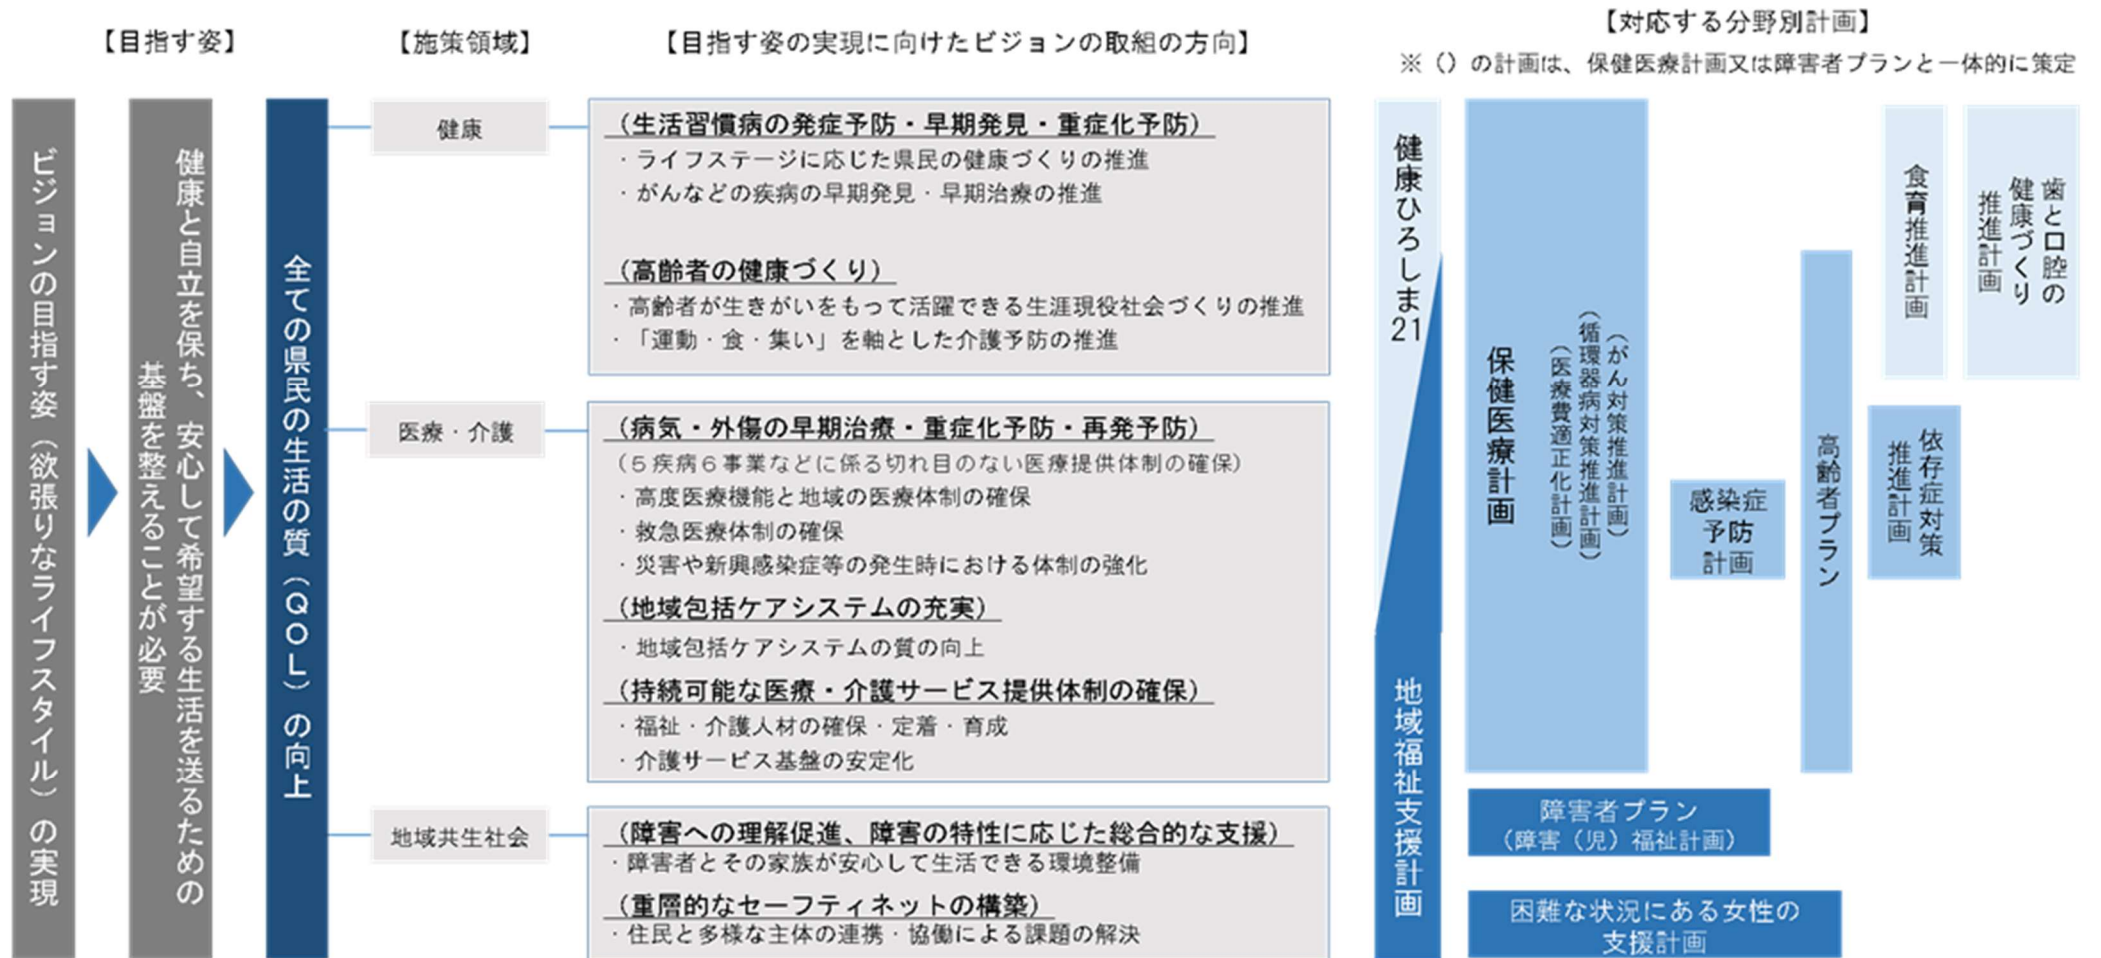 【目指す姿】
【施策領域】
【目指す姿の実現に向けたビジョンの取組の方向】
【対応する分野別計画】
※（）の計画は、保健医療計画又は障害者プランと一体的に策定
ビジョンの目指す姿（欲張りなライフスタイル）の実現
健康と自立を保ち、安心して希望する生活を送るための
基盤を整えることが必要
全ての県民の生活の質（ＱＯＬ）の向上
健康
（生活習慣病の発症予防・早期発見・重症化予防）
・ライフステージに応じた県民の健康づくりの推進
・がんなどの疾病の早期発見・早期治療の推進
（高齢者の健康づくり）
・高齢者が生きがいをもって活躍できる生涯現役社会づくりの推進
・「運動・食・集い」を軸とした介護予防の推進
医療・介護
（病気・外傷の早期治療・重症化予防・再発予防）
（５疾病６事業などに係る切れ目のない医療提供体制の確保）
・高度医療機能と地域の医療体制の確保
・救急医療体制の確保
・災害や新興感染症等の発生時における体制の強化
（地域包括ケアシステムの充実）
・地域包括ケアシステムの質の向上
（持続可能な医療・介護サービス提供体制の確保）
・福祉・介護人材の確保・定着・育成
・介護サービス基盤の安定化
地域共生社会
（障害への理解促進、障害の特性に応じた総合的な支援）
・障害者とその家族が安心して生活できる環境整備
（重層的なセーフティネットの構築）
・住民と多様な主体の連携・協働による課題の解決
健康ひろしま21
地域福祉支援計画
保健医療計画
（がん対策推進計画）
（循環器病対策推進計画）
（医療費適正化計画）
感染症
予防
計画
高齢者プラン
食育推進計画
歯と口腔の
健康づくり
推進計画
依存症対策
推進計画
障害者プラン
（障害（児）福祉計画）
困難な状況にある女性の
支援計画